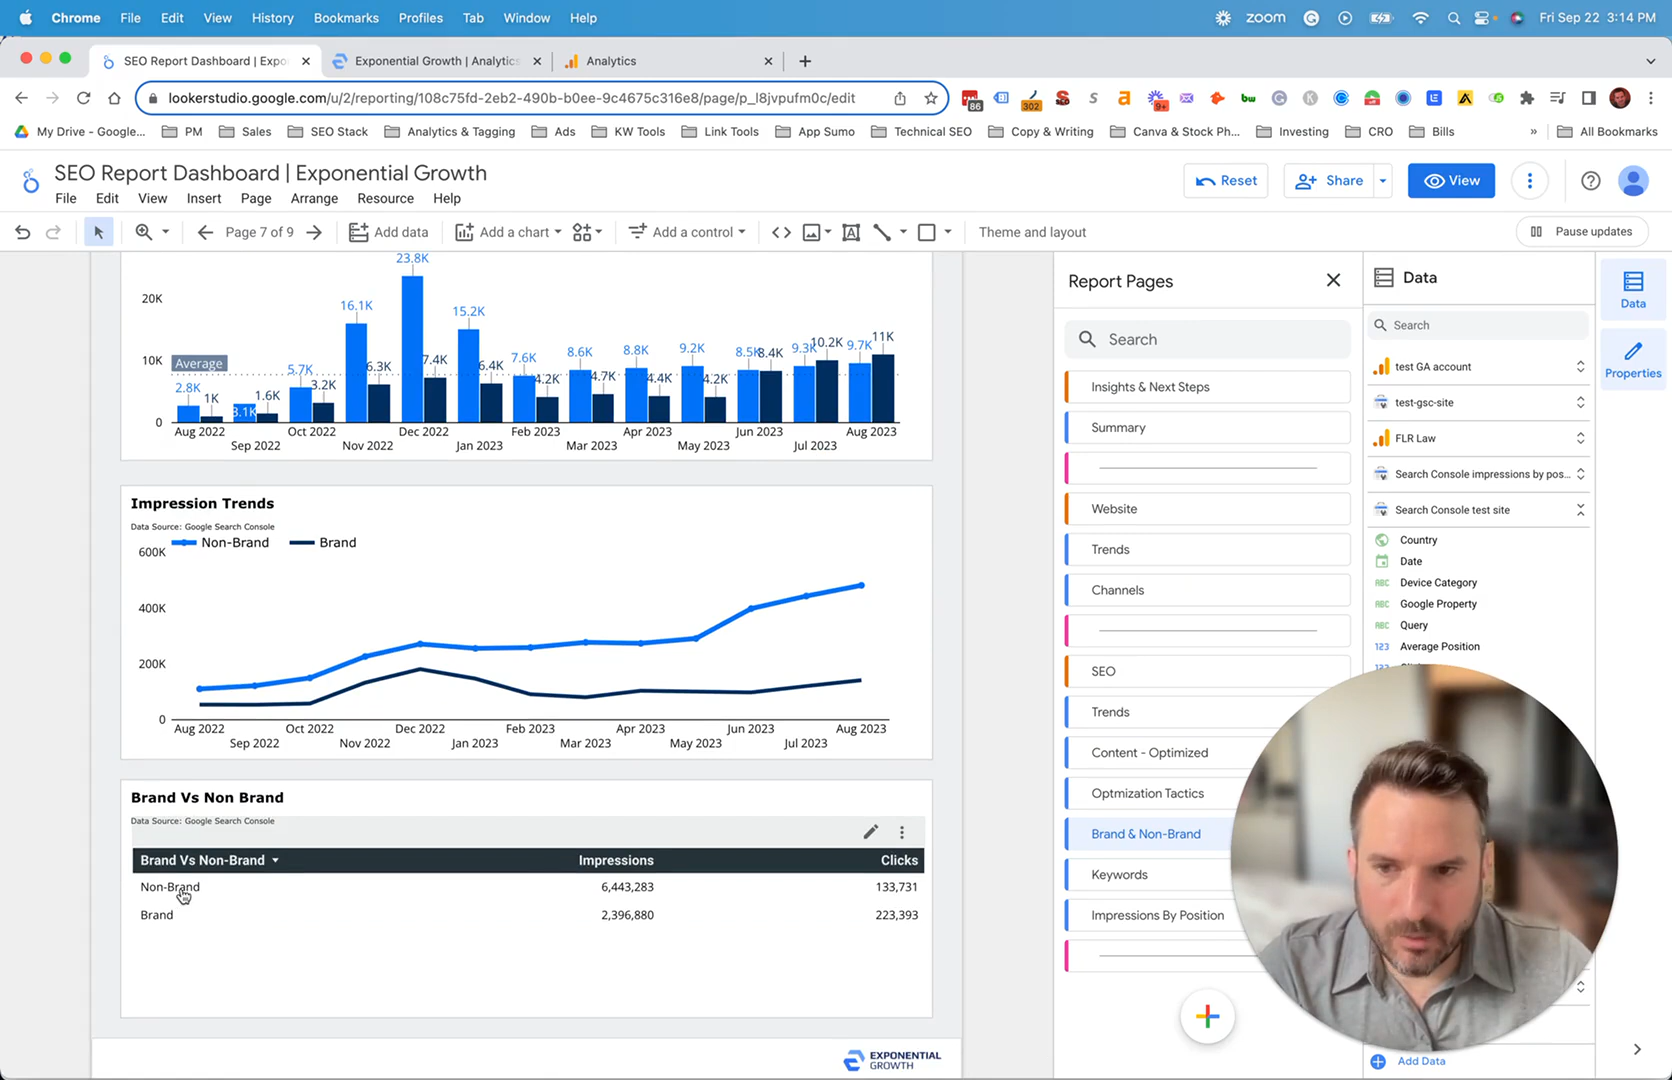 Chrome File Edit View History Bookmarks Profiles Tab Window Help
zoom Fri Sep 22 3:14 PM
SEO Report Dashboard | Expo
Exponential Growth | Analytics
Analytics
lookerstudio.google.com/u/2/reporting/108c75fd-2eb2-490b-b0ee-9c4675c316e8/page/p_l8jvpufm0c/edit
86
302
9+
My Drive - Google... PM Sales SEO Stack Analytics & Tagging Ads KW Tools Link Tools App Sumo Technical SEO Copy & Writing Canva & Stock Ph... Investing CRO Bills » All Bookmarks
SEO Report Dashboard | Exponential Growth
File Edit View Insert Page Arrange Resource Help
Reset
Share
View
Page 7 of 9
Add data
Add a chart
Add a control
Theme and layout
Pause updates
20K
10K
0
Average
2.8K 1K
3.1K 1.6K
5.7K 3.2K
16.1K 6.3K
23.8K 7.4K
15.2K 6.4K
7.6K 4.2K
8.6K 4.7K
8.8K 4.4K
9.2K 4.2K
8.5K 8.4K
9.3K 10.2K
9.7K 11K
Aug 2022 Oct 2022 Dec 2022 Feb 2023 Apr 2023 Jun 2023 Aug 2023
Sep 2022 Nov 2022 Jan 2023 Mar 2023 May 2023 Jul 2023
Impression Trends
Data Source: Google Search Console
Non-Brand Brand
600K
400K
200K
0
Aug 2022 Oct 2022 Dec 2022 Feb 2023 Apr 2023 Jun 2023 Aug 2023
Sep 2022 Nov 2022 Jan 2023 Mar 2023 May 2023 Jul 2023
Brand Vs Non Brand
Data Source: Google Search Console
Brand Vs Non-Brand Impressions Clicks
Non-Brand 6,443,283 133,731
Brand 2,396,880 223,393
EXPONENTIAL
GROWTH
Report Pages
Search
Insights & Next Steps
Summary
Website
Trends
Channels
SEO
Trends
Content - Optimized
Optmization Tactics
Brand & Non-Brand
Keywords
Impressions By Position
Data
Search
test GA account
test-gsc-site
FLR Law
Search Console impressions by pos...
Search Console test site
Country
Date
ABC Device Category
ABC Google Property
ABC Query
123 Average Position
123
Add Data
Data
Properties